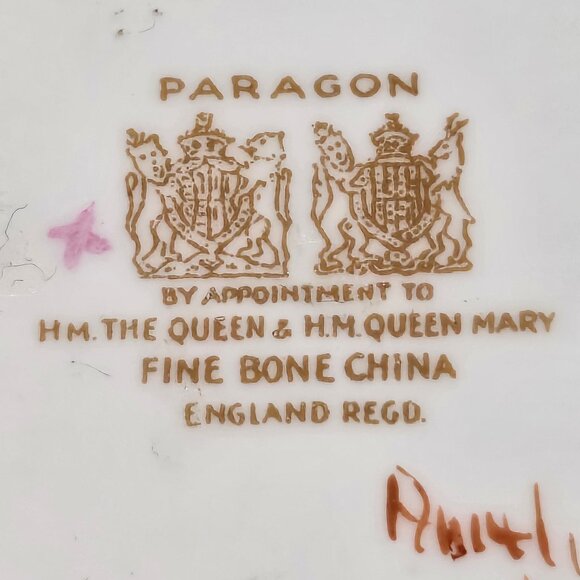 PARAGON
BY APPOINTMENT TO
H M. THE QUEEN & H.M. QUEEN MARY
FINE BONE CHINA
ENGLAND REGD.